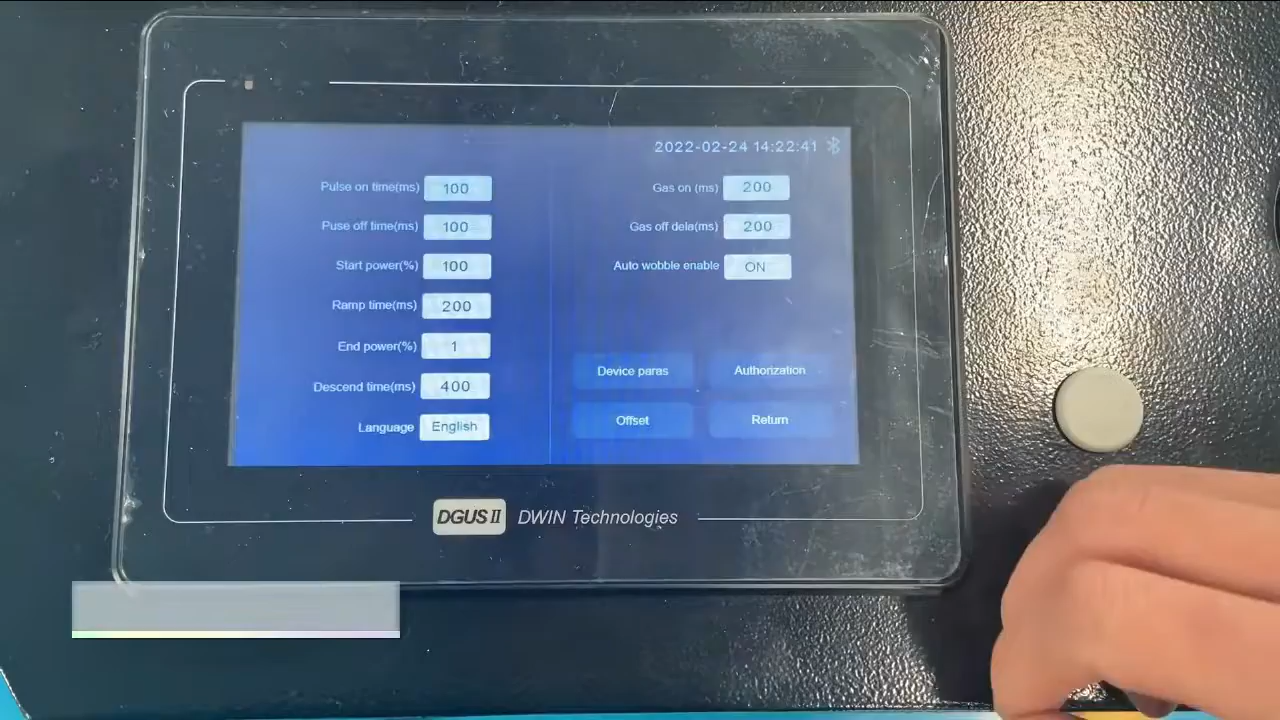 2022-02-24 14:22:41
Pulse on time(ms) 100
Puse off time(ms) 100
Start power(%) 100
Ramp time(ms) 200
End power(%) 1
Descend time(ms) 400
Language English
Gas on (ms) 200
Gas off dela(ms) 200
Auto wobble enable ON
Device paras Authorization
Offset Return
DGUS II DWIN Technologies